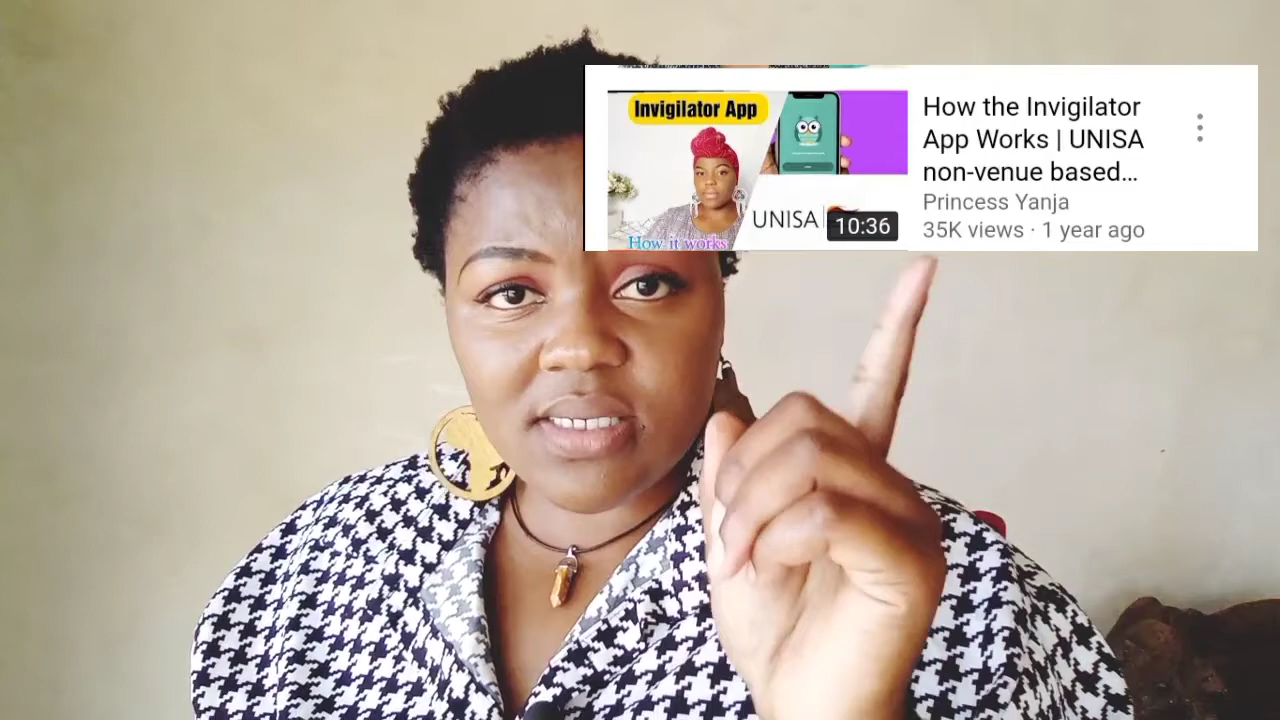 Invigilator App
UNISA
10:36
How it works
How the Invigilator
App Works | UNISA
non-venue based...
Princess Yanja
35K views · 1 year ago